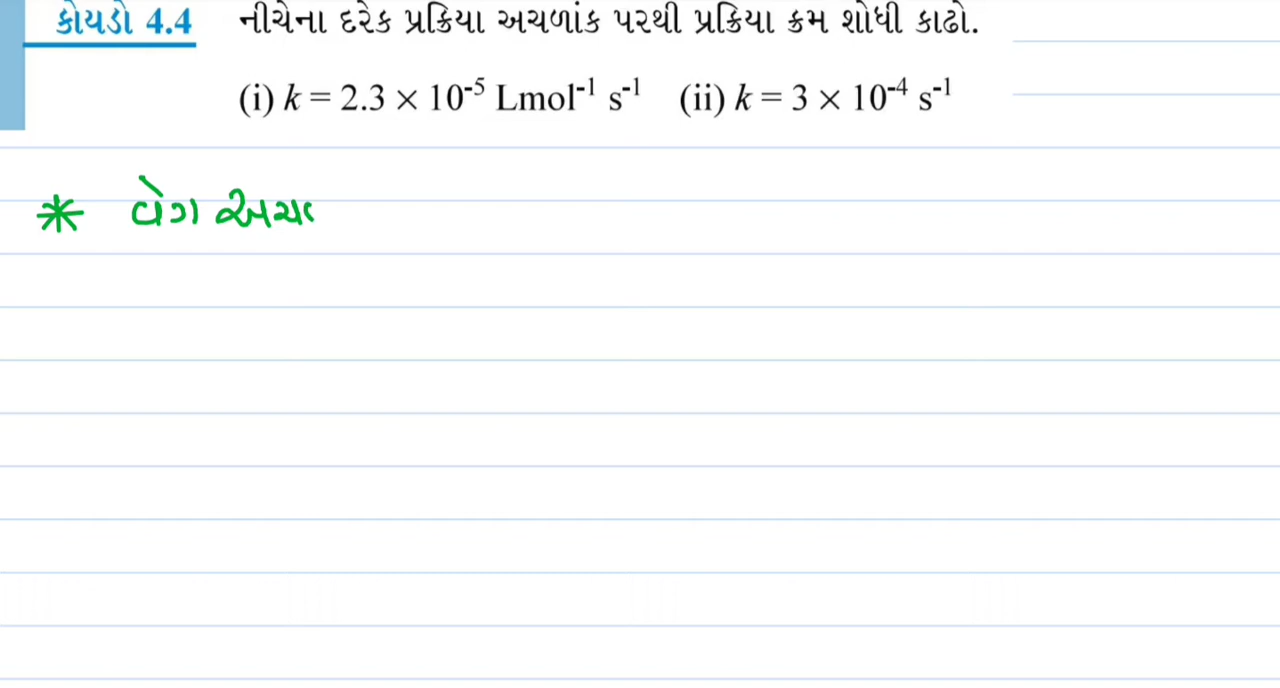 કોયડો 4.4 નીચેના દરેક પ્રક્રિયા અચળાંક પરથી પ્રક્રિયા ક્રમ શોધી કાઢો.
(i) k = 2.3 × 10⁻⁵ Lmol⁻¹ s⁻¹ (ii) k = 3 × 10⁻⁴ s⁻¹
* વેગ અચ